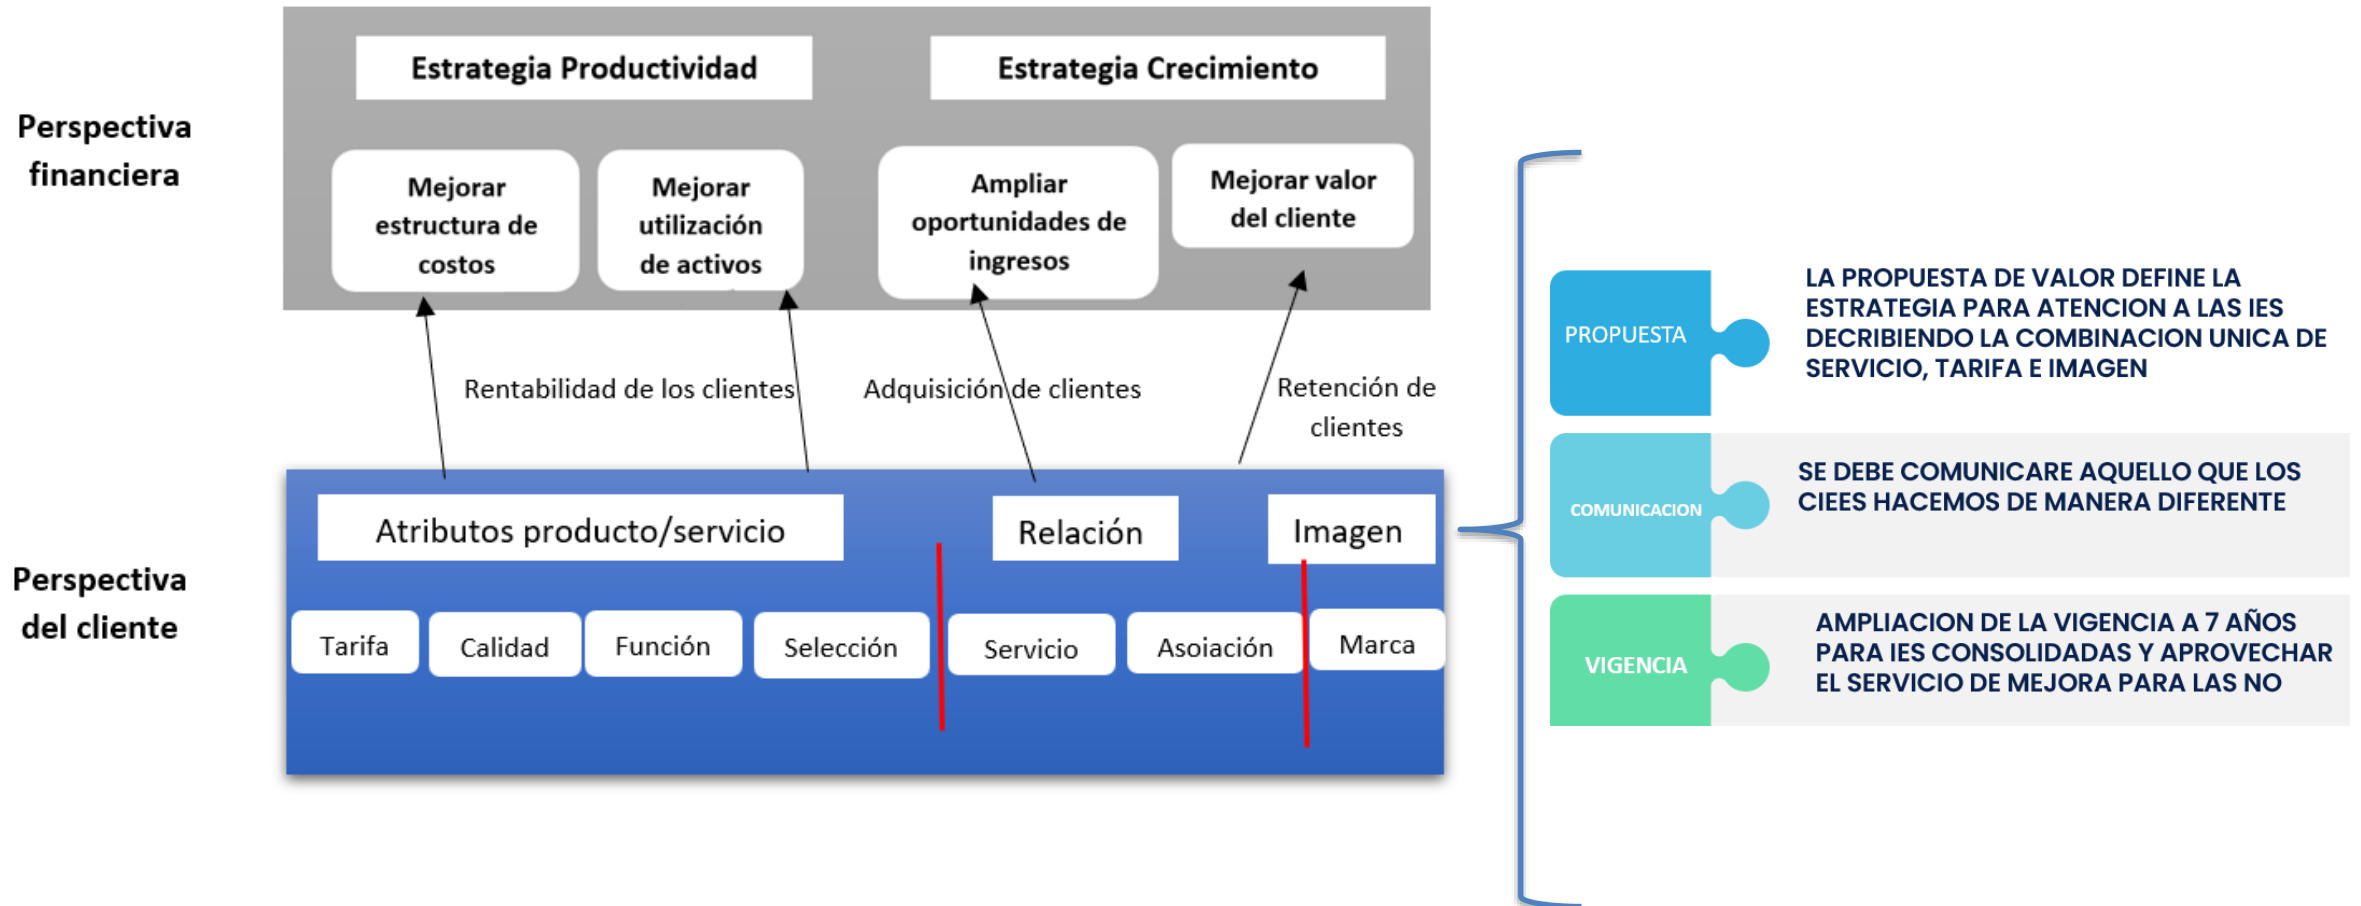 Perspectiva
financiera
Estrategia Productividad
Estrategia Crecimiento
Mejorar
estructura de
costos
Mejorar
utilización
de activos
Ampliar
oportunidades de
ingresos
Mejorar valor
del cliente
Rentabilidad de los clientes
Adquisición de clientes
Retención de
clientes
Perspectiva
del cliente
Atributos producto/servicio
Relación
Imagen
Tarifa
Calidad
Función
Selección
Servicio
Asoiación
Marca
PROPUESTA
LA PROPUESTA DE VALOR DEFINE LA
ESTRATEGIA PARA ATENCION A LAS IES
DECRIBIENDO LA COMBINACION UNICA DE
SERVICIO, TARIFA E IMAGEN
COMUNICACION
SE DEBE COMUNICARE AQUELLO QUE LOS
CIEES HACEMOS DE MANERA DIFERENTE
VIGENCIA
AMPLIACION DE LA VIGENCIA A 7 AÑOS
PARA IES CONSOLIDADAS Y APROVECHAR
EL SERVICIO DE MEJORA PARA LAS NO